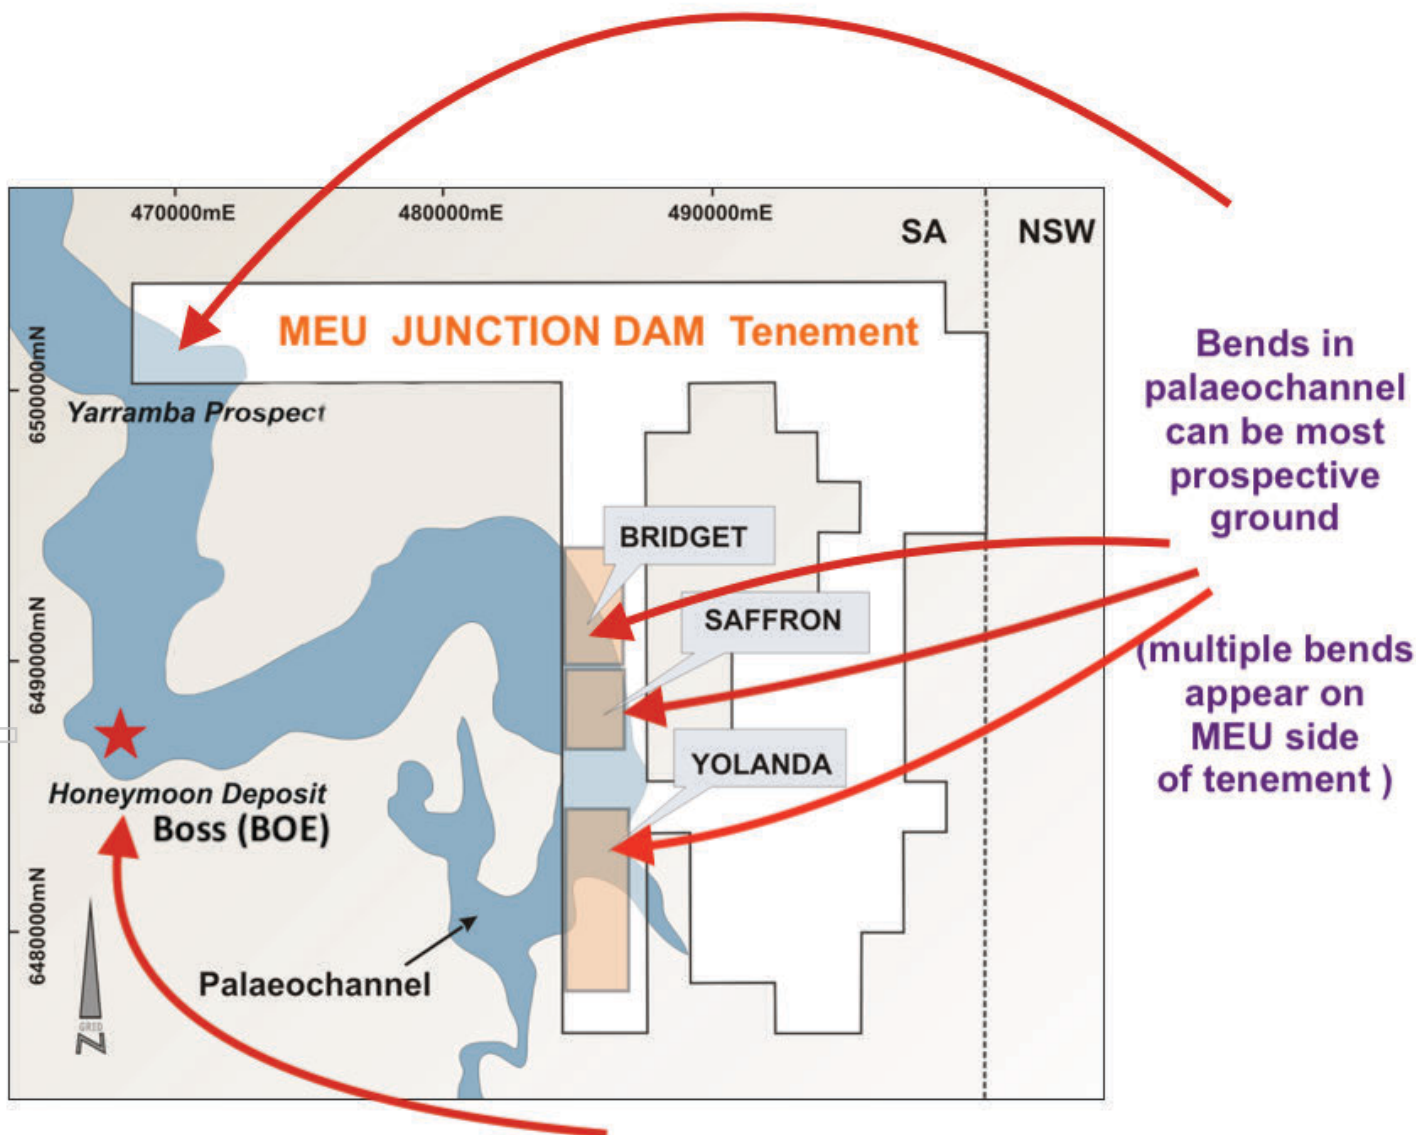 470000mE
480000mE
490000mE
SA
NSW
MEU JUNCTION DAM Tenement
6500000mN
Yarramba Prospect
Bends in
palaeochannel
can be most
prospective
ground
BRIDGET
SAFFRON
6490000mN
(multiple bends
appear on
MEU side
of tenement )
YOLANDA
Honeymoon Deposit
Boss (BOE)
6480000mN
Palaeochannel
GRID
N